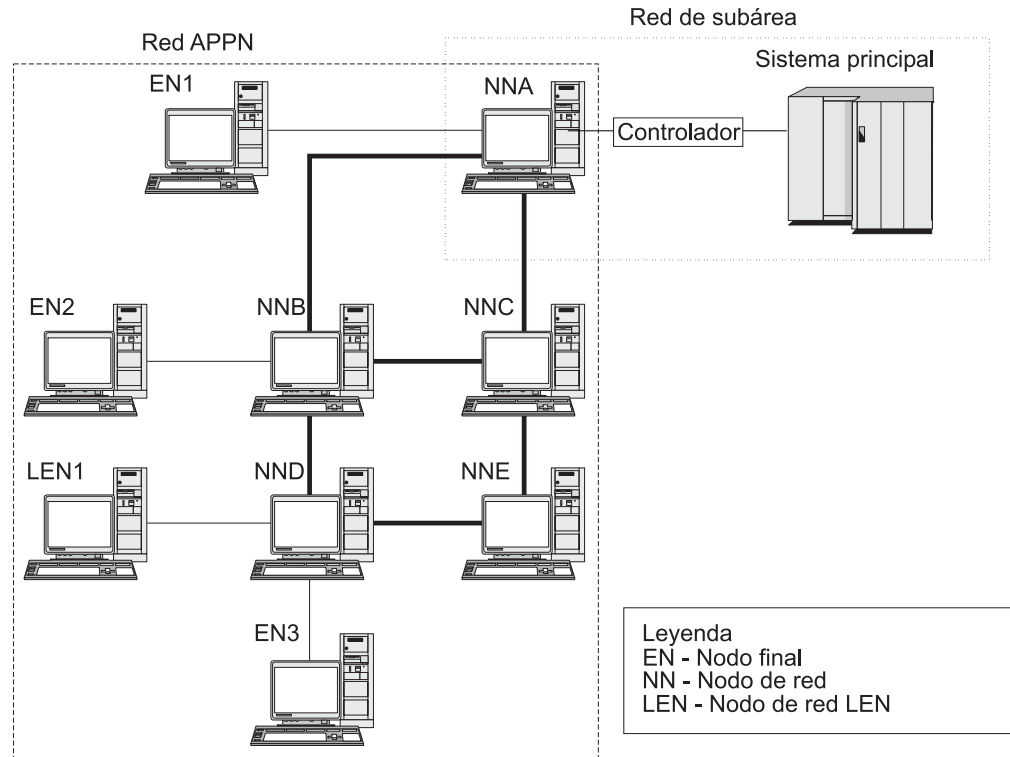 Red de subárea
Red APPN
Sistema principal
EN1
NNA
Controlador
EN2
NNB
NNC
LEN1
NND
NNE
EN3
Leyenda
EN - Nodo final
NN - Nodo de red
LEN - Nodo de red LEN